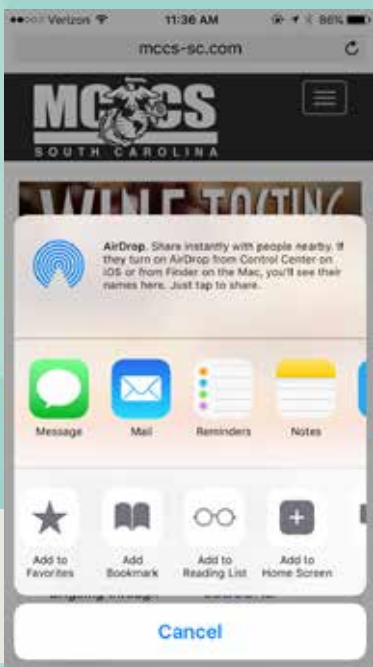 Verizon 11:36 AM 86%
mccs-sc.com
MCCS
SOUTH CAROLINA
WINE TASTING
AirDrop. Share instantly with people nearby. If
they turn on AirDrop from Control Center on
iOS or from Finder on the Mac, you'll see their
names here. Just tap to share.
Message Mail Reminders Notes
Add to Add Add to Add to
Favorites Bookmark Reading List Home Screen
Cancel